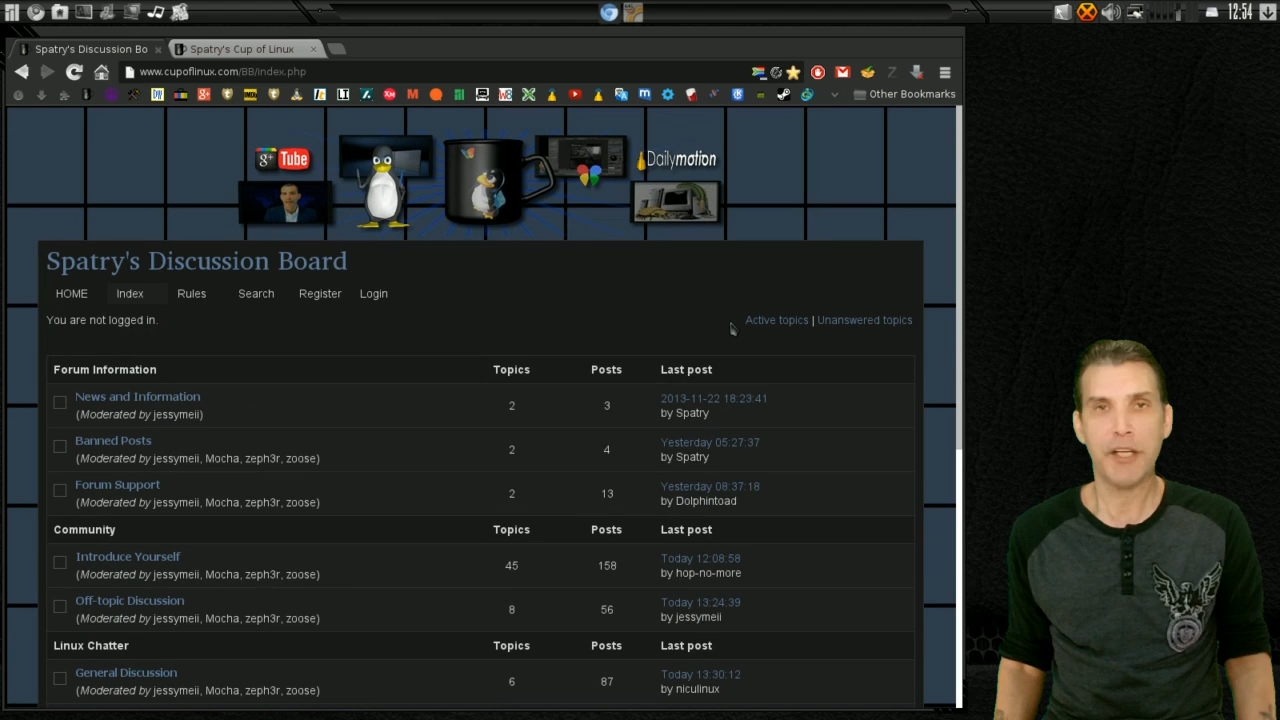 12.54
Spatry's Discussion Bo
Spatry's Cup of Linux
www.cupoflinux.com/BB/index.php
Other Bookmarks
g+ Tube
Dailymotion
Spatry's Discussion Board
HOME Index Rules Search Register Login
You are not logged in.
Active topics | Unanswered topics
Forum Information Topics Posts Last post
News and Information 2 3 2013-11-22 18:23:41
(Moderated by jessymeii) by Spatry
Banned Posts 2 4 Yesterday 05:27:37
(Moderated by jessymeii, Mocha, zeph3r, zoose) by Spatry
Forum Support 2 13 Yesterday 08:37:18
(Moderated by jessymeii, Mocha, zeph3r, zoose) by Dolphintoad
Community Topics Posts Last post
Introduce Yourself 45 158 Today 12:08:58
(Moderated by jessymeii, Mocha, zeph3r, zoose) by hop-no-more
Off-topic Discussion 8 56 Today 13:24:39
(Moderated by jessymeii, Mocha, zeph3r, zoose) by jessymeii
Linux Chatter Topics Posts Last post
General Discussion 6 87 Today 13:30:12
(Moderated by jessymeii, Mocha, zeph3r, zoose) by niculinux